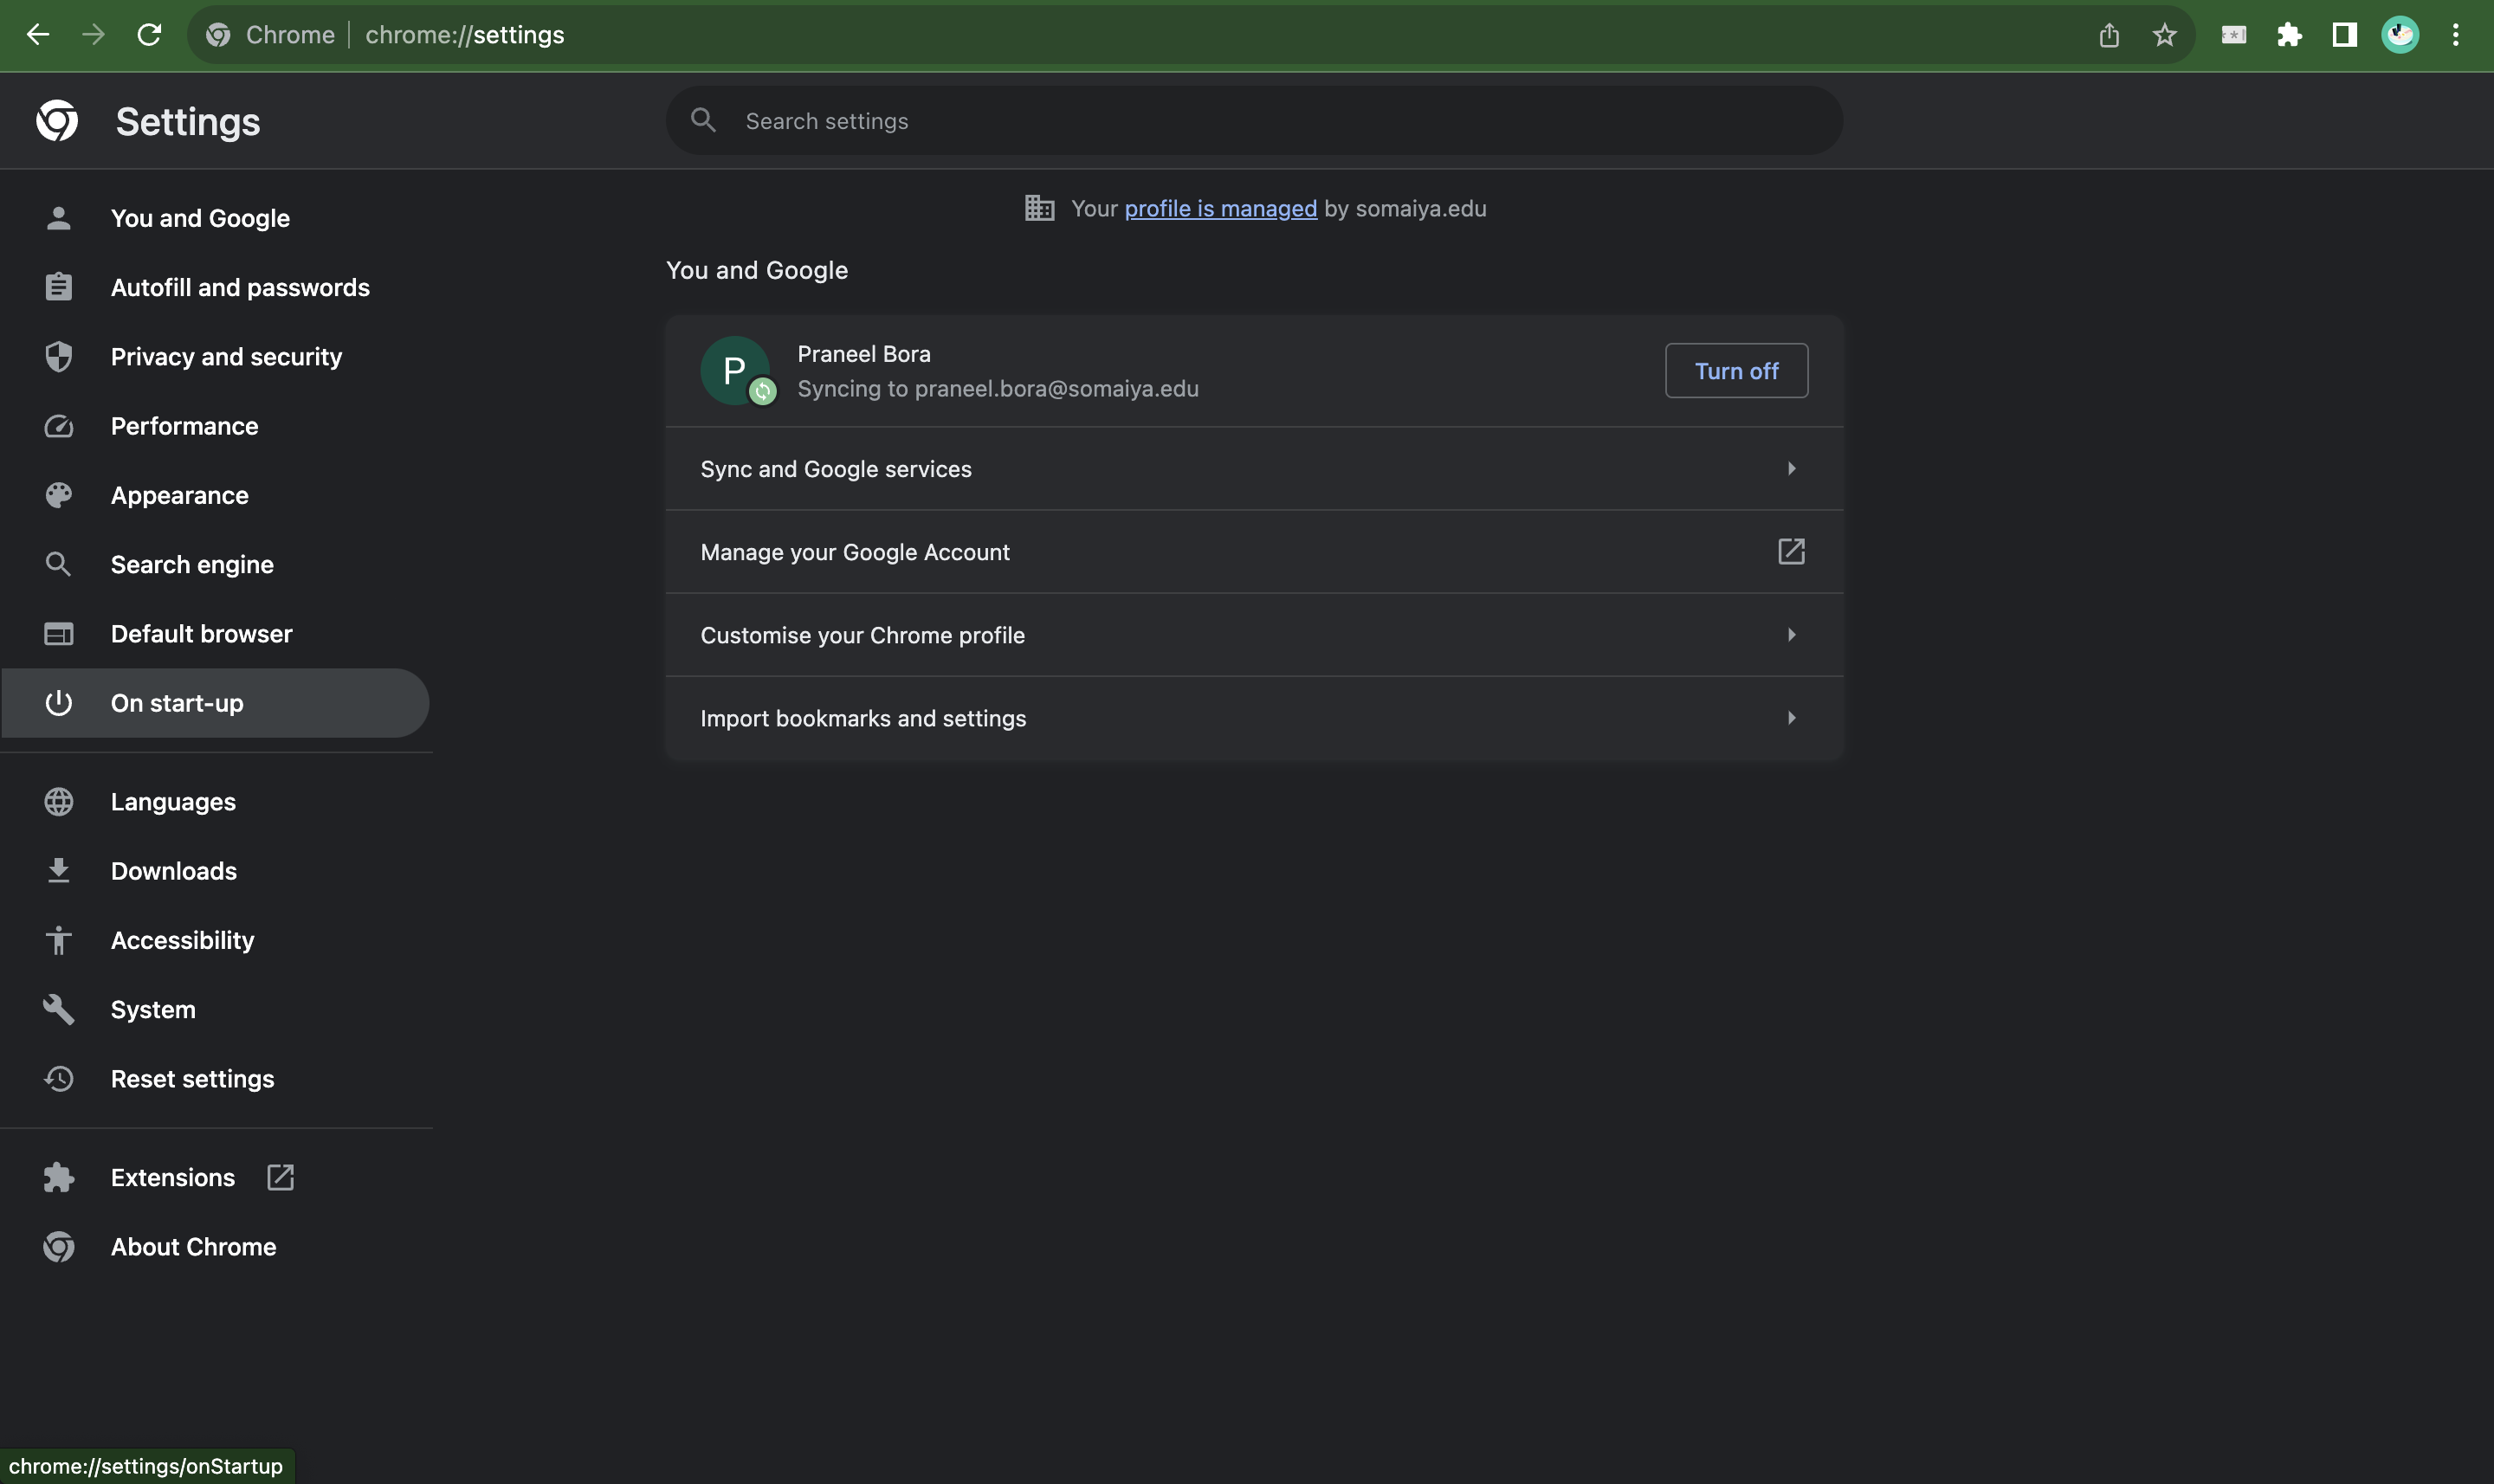 Chrome chrome://settings
Settings
Search settings
You and Google
Autofill and passwords
Privacy and security
Performance
Appearance
Search engine
Default browser
On start-up
Languages
Downloads
Accessibility
System
Reset settings
Extensions
About Chrome
Your profile is managed by somaiya.edu
You and Google
P
Praneel Bora
Syncing to praneel.bora@somaiya.edu
Turn off
Sync and Google services
Manage your Google Account
Customise your Chrome profile
Import bookmarks and settings
chrome://settings/onStartup